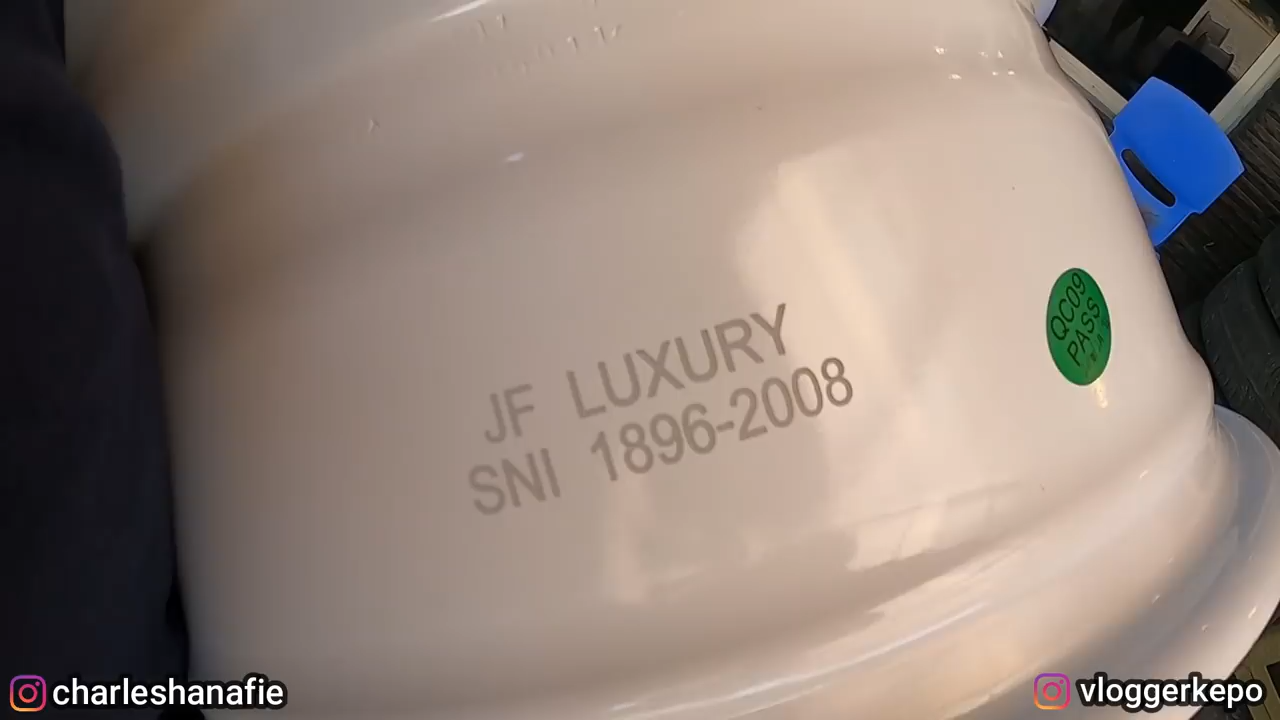 JF LUXURY
SNI 1896-2008
QC09
PASS
charleshanafie
vloggerkepo